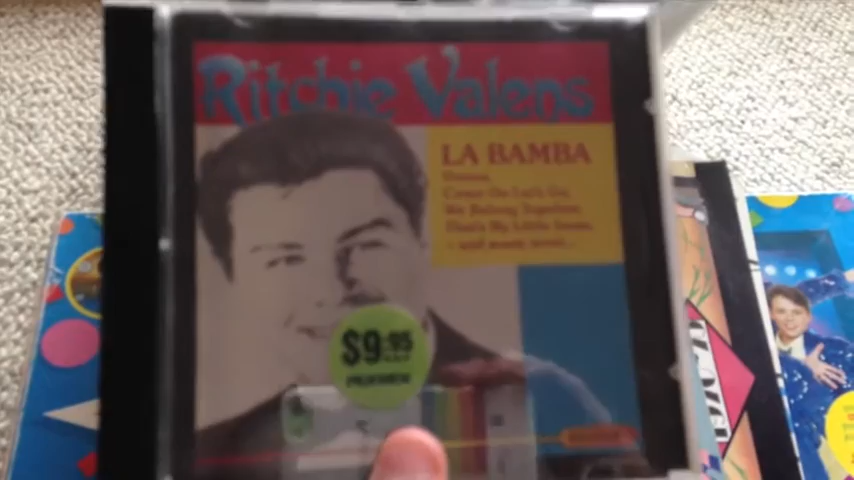 Ritchie Valens
LA BAMBA
Donna,
Come On Let's Go,
We Belong Together,
That's My Little Susie,
and many more...
$9.95